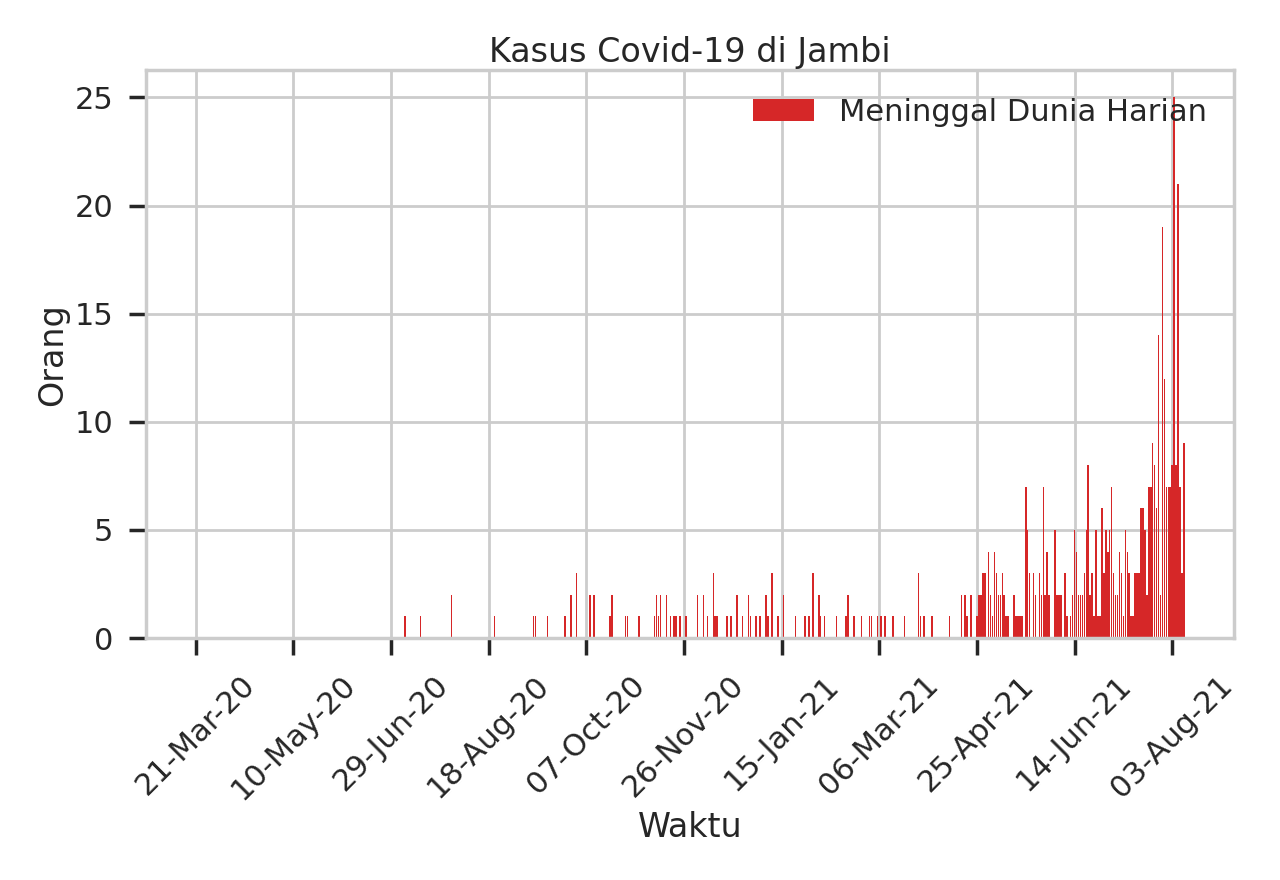 Kasus Covid-19 di Jambi
Meninggal Dunia Harian
Orang
25
20
15
10
5
0
21-Mar-20
10-May-20
29-Jun-20
18-Aug-20
07-Oct-20
26-Nov-20
15-Jan-21
06-Mar-21
25-Apr-21
14-Jun-21
03-Aug-21
Waktu